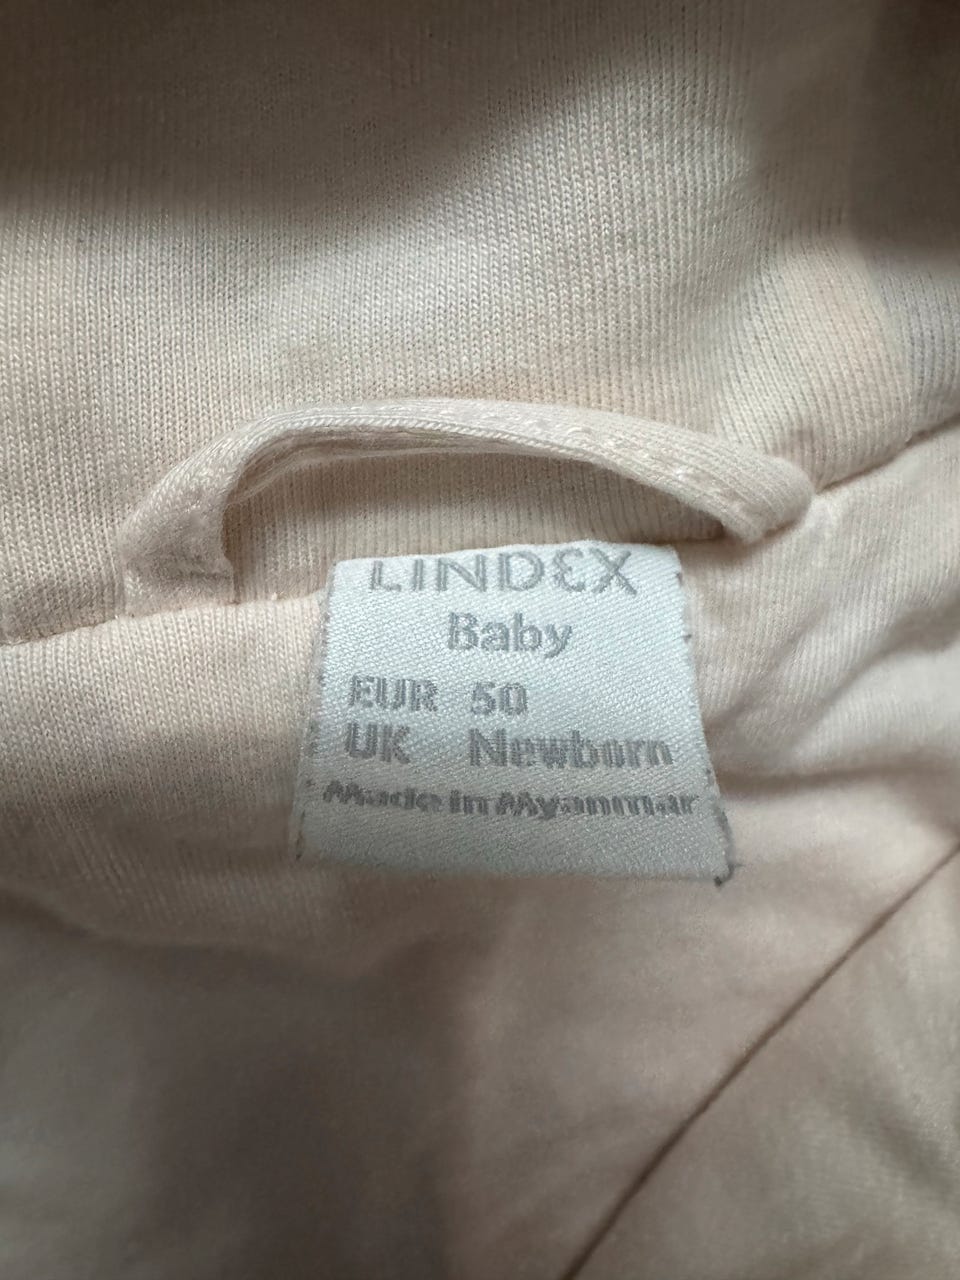 LINDEX
Baby
EUR 50
UK Newborn
Made in Myanmar